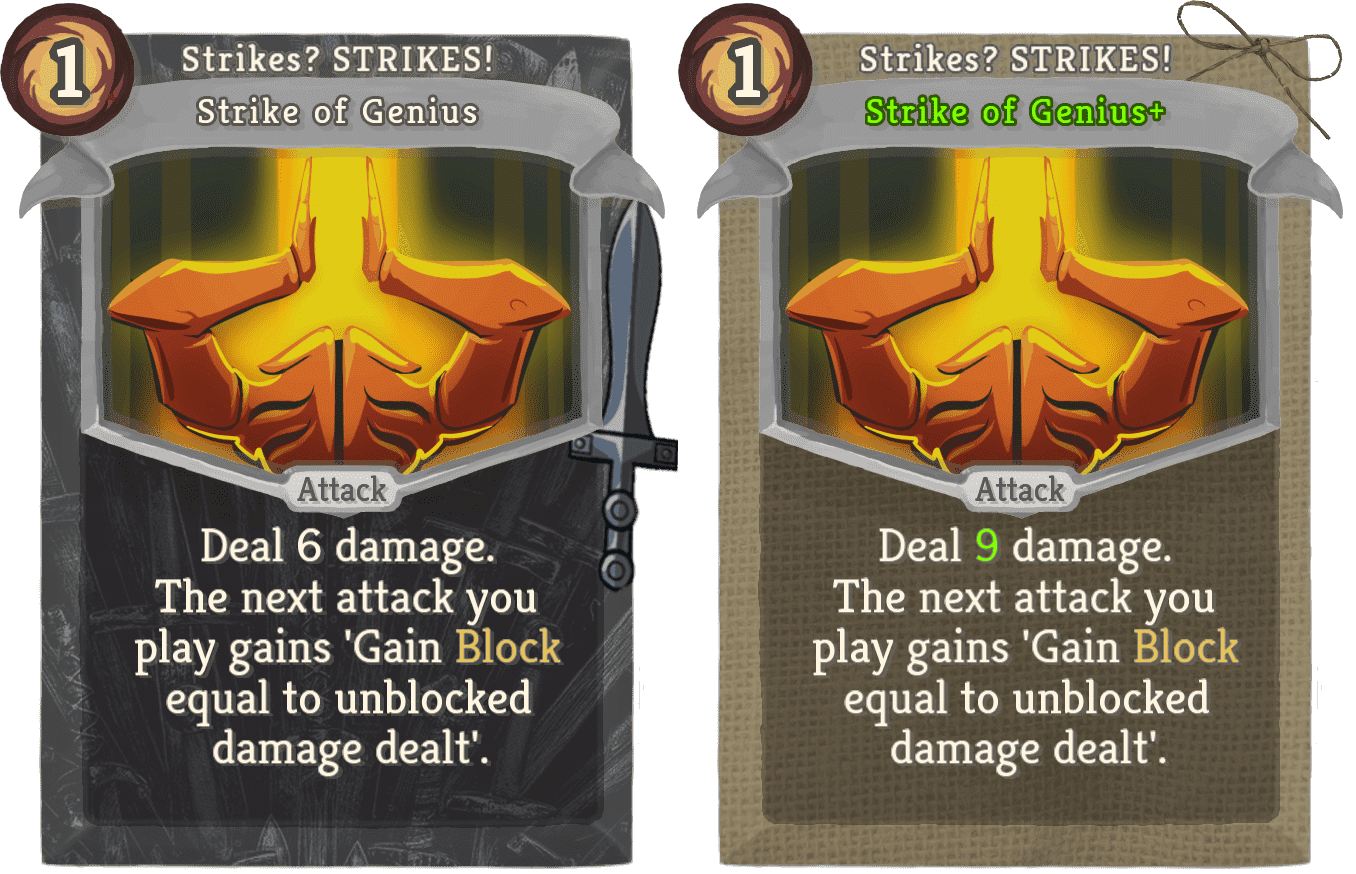 1
Strikes? STRIKES!
Strike of Genius
Attack
Deal 6 damage.
The next attack you
play gains 'Gain Block
equal to unblocked
damage dealt'.
1
Strikes? STRIKES!
Strike of Genius+
Attack
Deal 9 damage.
The next attack you
play gains 'Gain Block
equal to unblocked
damage dealt'.